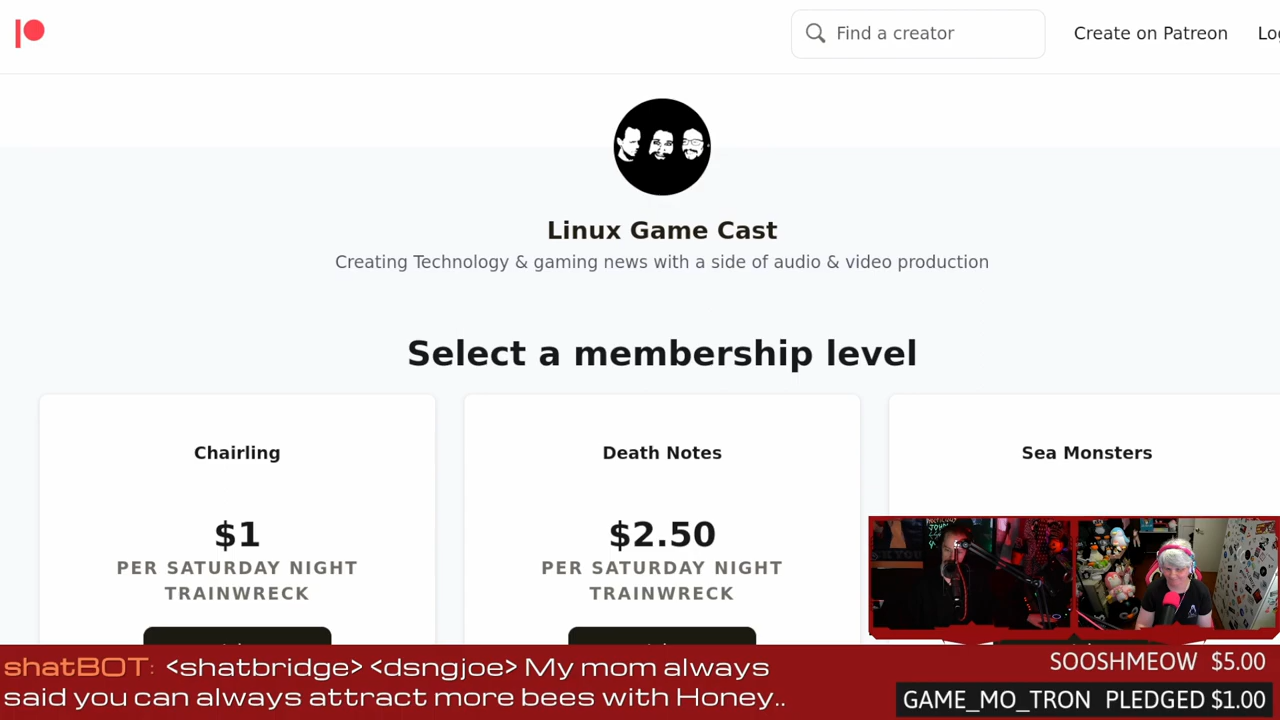 Find a creator
Create on Patreon
Linux Game Cast
Creating Technology & gaming news with a side of audio & video production
Select a membership level
Chairling
Death Notes
Sea Monsters
$1
$2.50
PER SATURDAY NIGHT
TRAINWRECK
PER SATURDAY NIGHT
TRAINWRECK
shatBOT: <shatbridge> <dsngjoe> My mom always
said you can always attract more bees with Honey..
SOOSHMEOW $5.00
GAME_MO_TRON PLEDGED $1.00